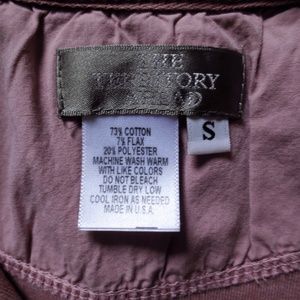 THE
TERRITORY
AHEAD
S
73% COTTON
7% FLAX
20% POLYESTER
MACHINE WASH WARM
WITH LIKE COLORS
DO NOT BLEACH
TUMBLE DRY LOW
COOL IRON AS NEEDED
MADE IN U.S.A.